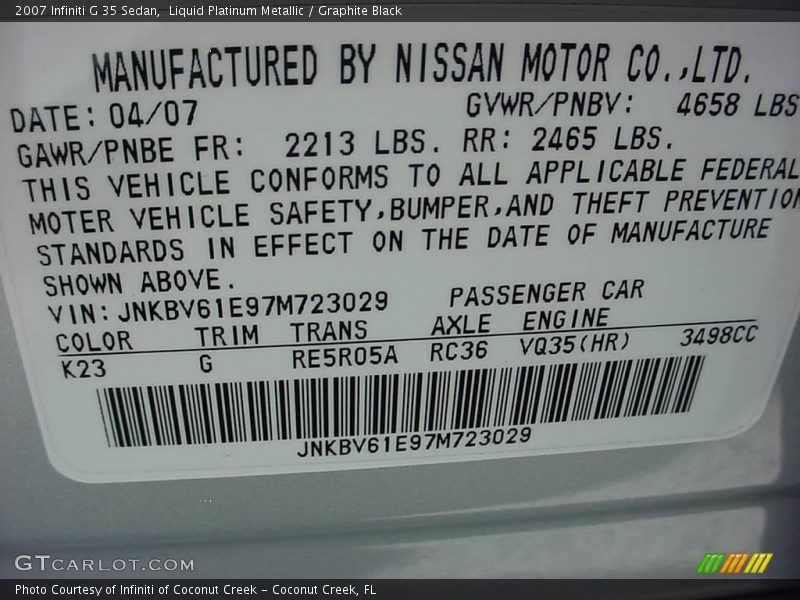 2007 Infiniti G 35 Sedan,  Liquid Platinum Metallic / Graphite Black
MANUFACTURED BY NISSAN MOTOR CO.,LTD.
DATE: 04/07 GVWR/PNBV: 4658 LBS
GAWR/PNBE FR: 2213 LBS. RR: 2465 LBS.
THIS VEHICLE CONFORMS TO ALL APPLICABLE FEDERAL
MOTER VEHICLE SAFETY,BUMPER,AND THEFT PREVENTION
STANDARDS IN EFFECT ON THE DATE OF MANUFACTURE
SHOWN ABOVE.
VIN: JNKBV61E97M723029 PASSENGER CAR
COLOR TRIM TRANS AXLE ENGINE
K23 G RE5R05A RC36 VQ35(HR) 3498CC
JNKBV61E97M723029
GTCARLOT.COM
Photo Courtesy of Infiniti of Coconut Creek – Coconut Creek, FL